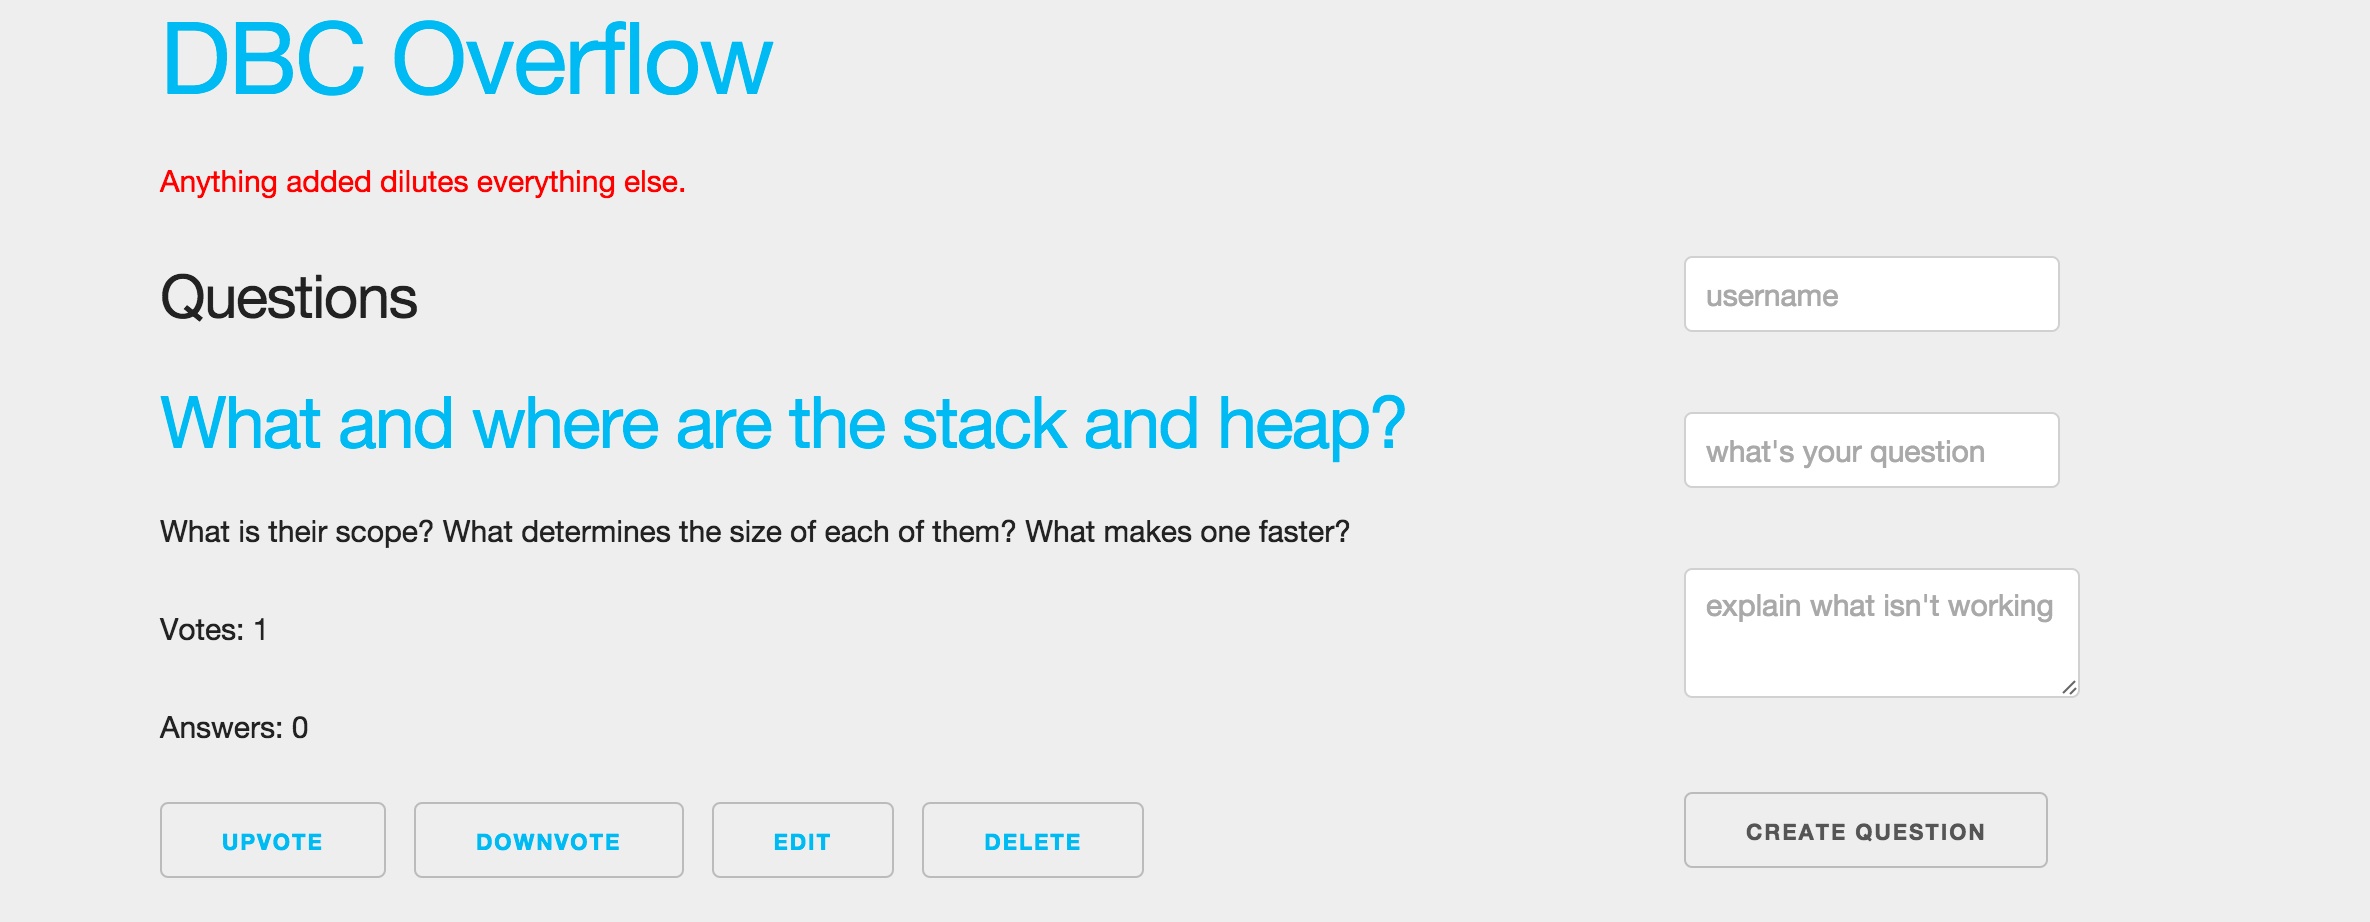 DBC Overflow
Anything added dilutes everything else.
Questions
What and where are the stack and heap?
What is their scope? What determines the size of each of them? What makes one faster?
Votes: 1
Answers: 0
UPVOTE
DOWNVOTE
EDIT
DELETE
username
what's your question
explain what isn't working
CREATE QUESTION